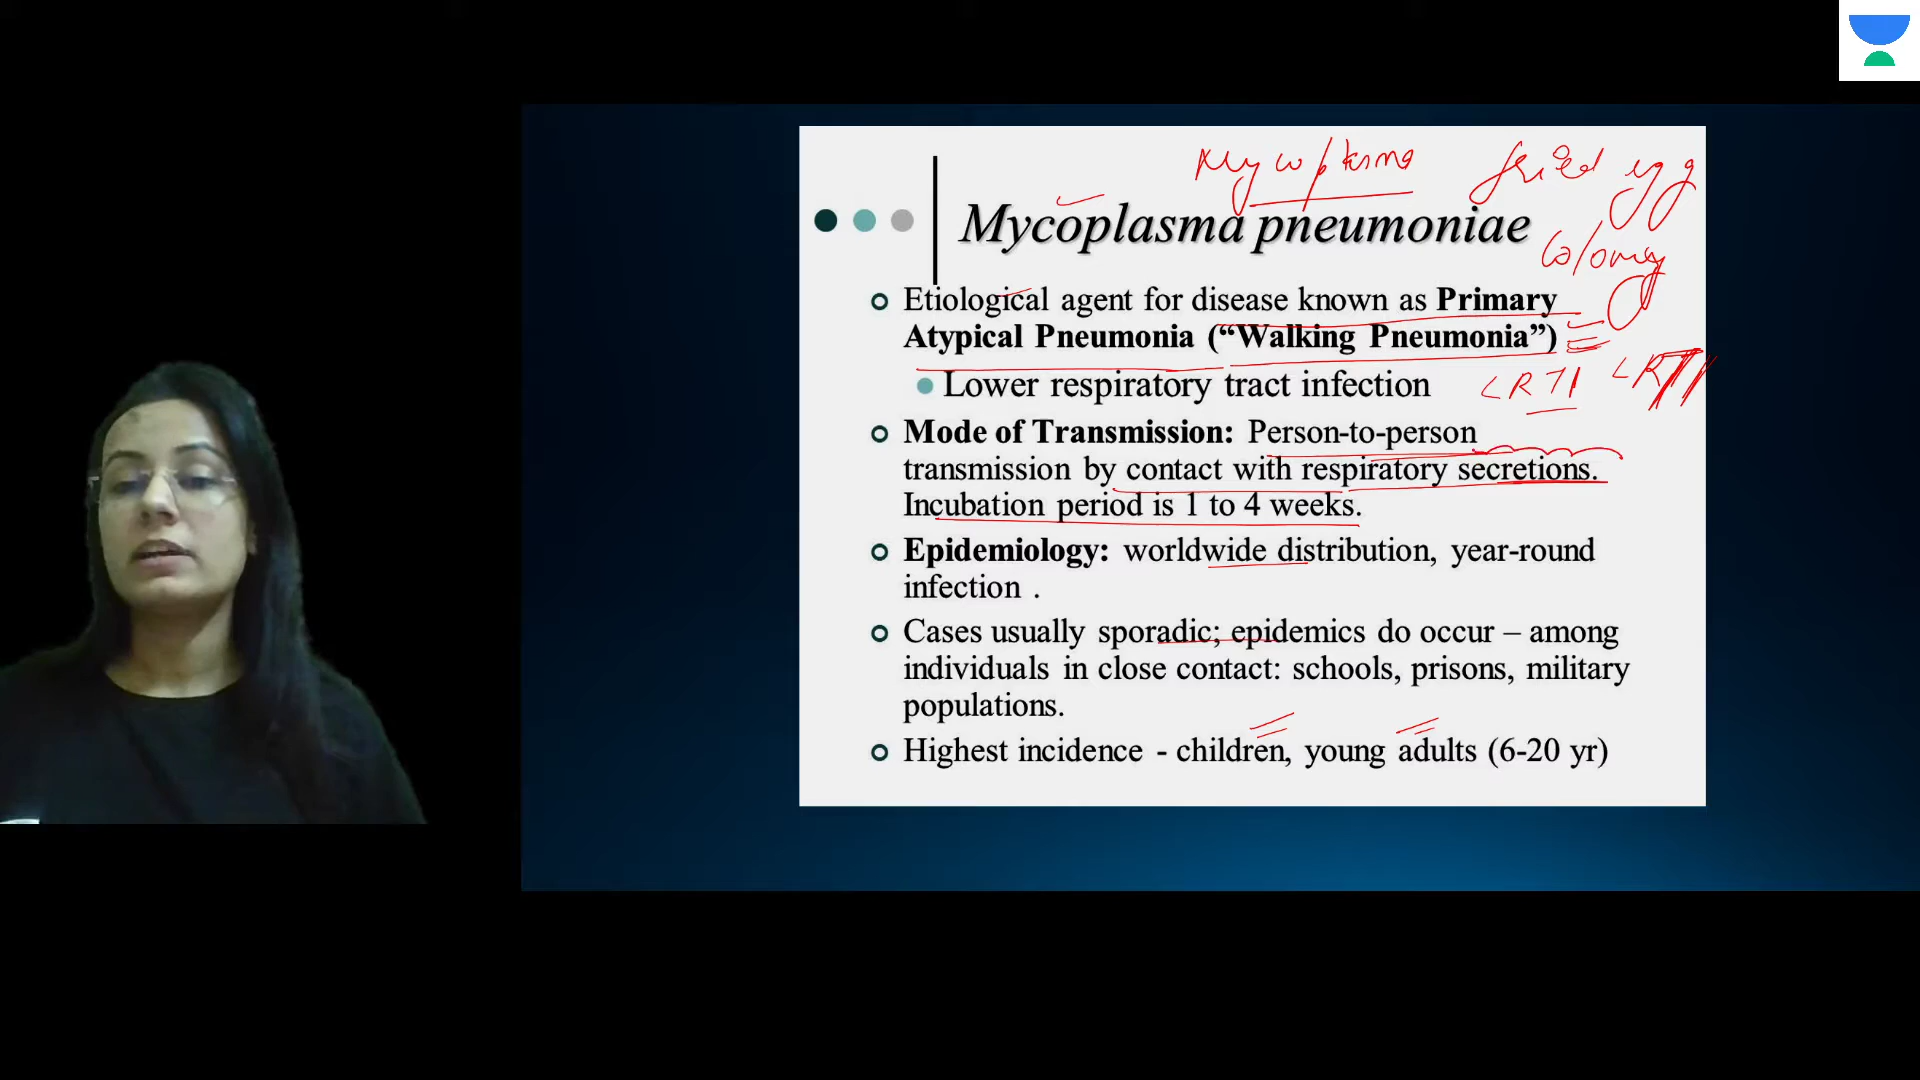 Mycoplasma fried egg
Mycoplasma pneumoniae
colony
Etiological agent for disease known as Primary
Atypical Pneumonia (“Walking Pneumonia”)
Lower respiratory tract infection LRTI LRTI
Mode of Transmission: Person-to-person
transmission by contact with respiratory secretions.
Incubation period is 1 to 4 weeks.
Epidemiology: worldwide distribution, year-round
infection .
Cases usually sporadic; epidemics do occur – among
individuals in close contact: schools, prisons, military
populations.
Highest incidence - children, young adults (6-20 yr)